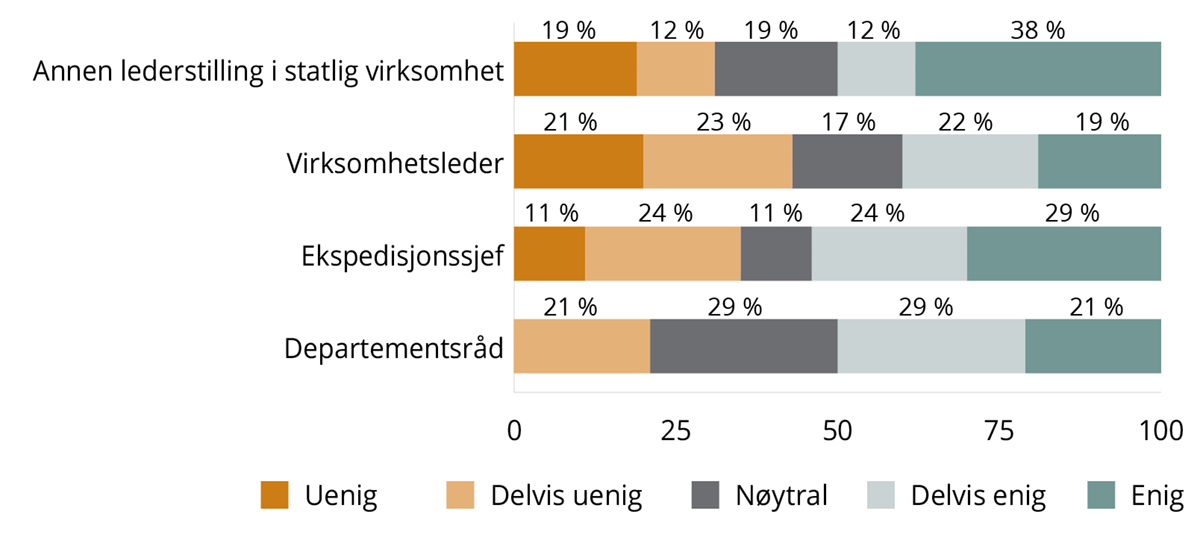 19 % 12 % 19 % 12 % 38 %
Annen lederstilling i statlig virksomhet
21 % 23 % 17 % 22 % 19 %
Virksomhetsleder
11 % 24 % 11 % 24 % 29 %
Ekspedisjonssjef
21 % 29 % 29 % 21 %
Departementsråd
0 25 50 75 100
Uenig Delvis uenig Nøytral Delvis enig Enig